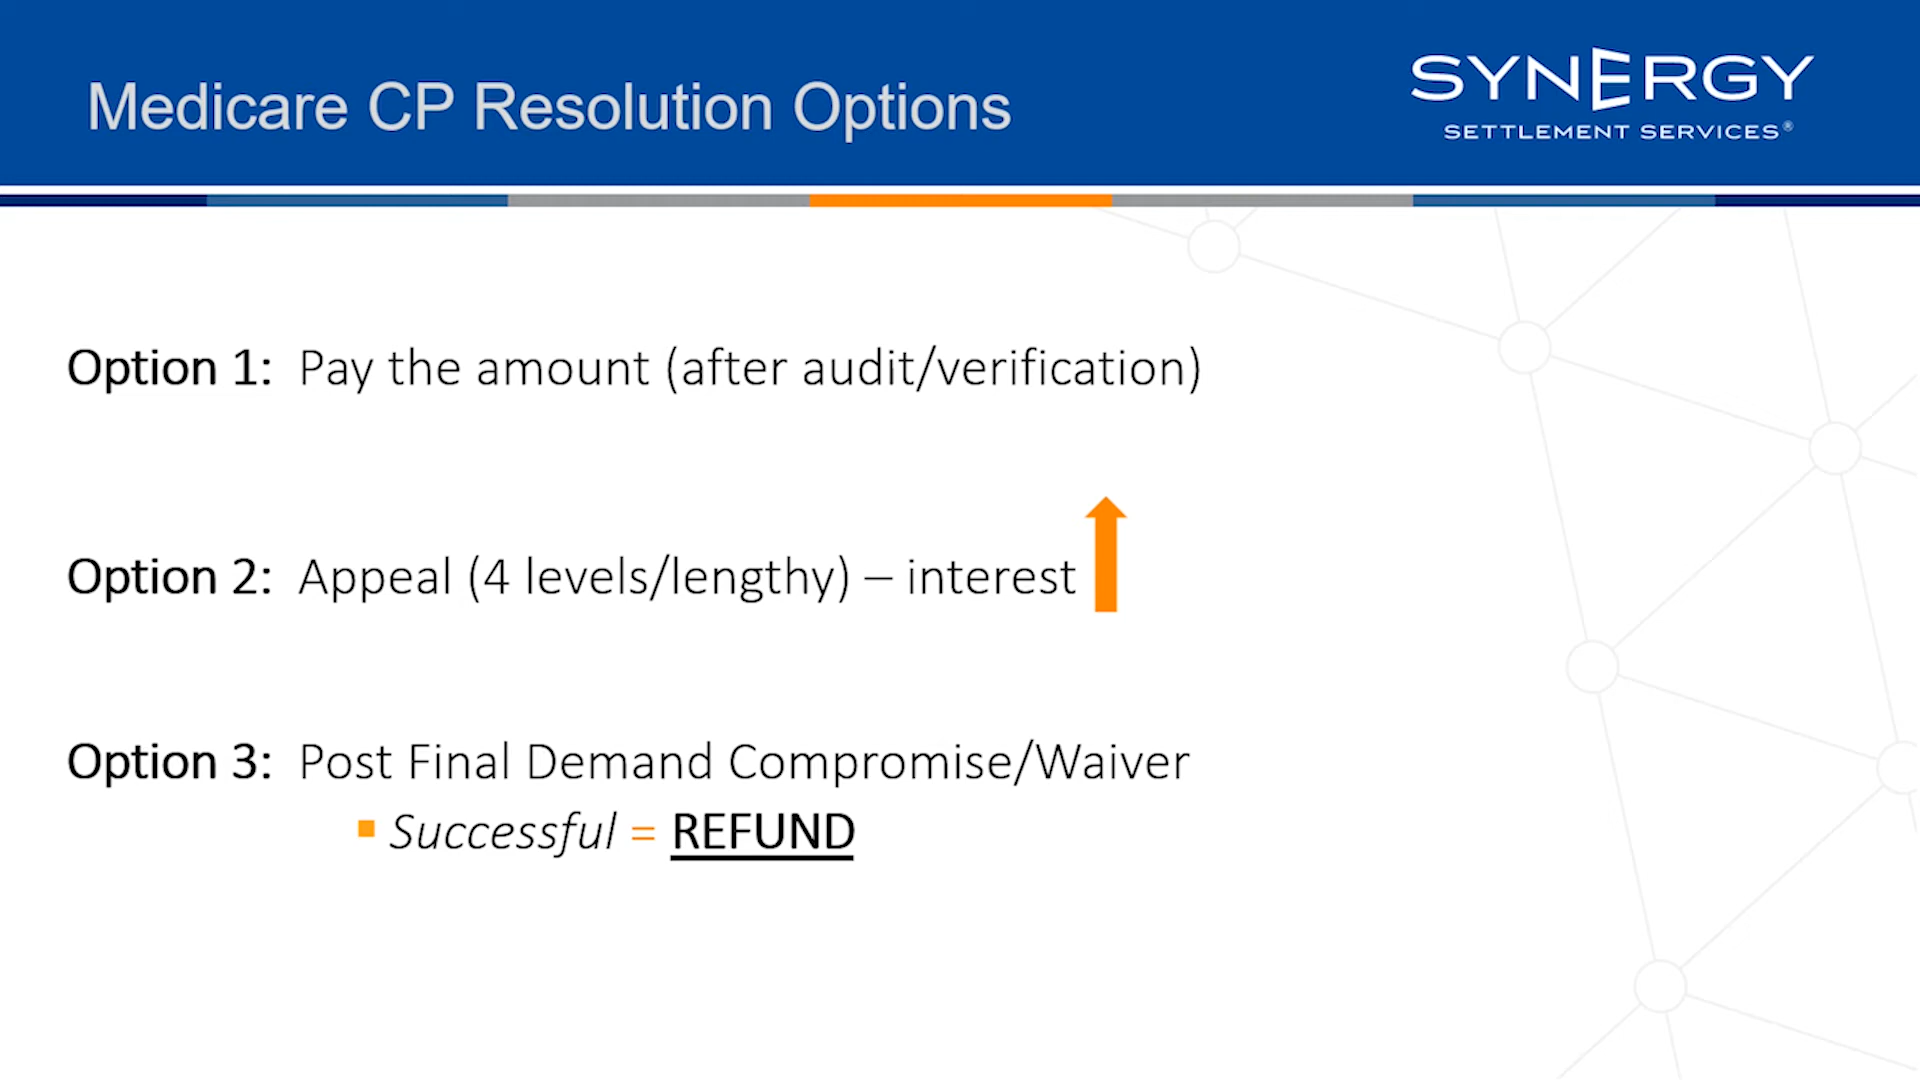 Medicare CP Resolution Options
SYNERGY
SETTLEMENT SERVICES®
Option 1: Pay the amount (after audit/verification)
Option 2: Appeal (4 levels/lengthy) – interest
Option 3: Post Final Demand Compromise/Waiver
▪ Successful = REFUND